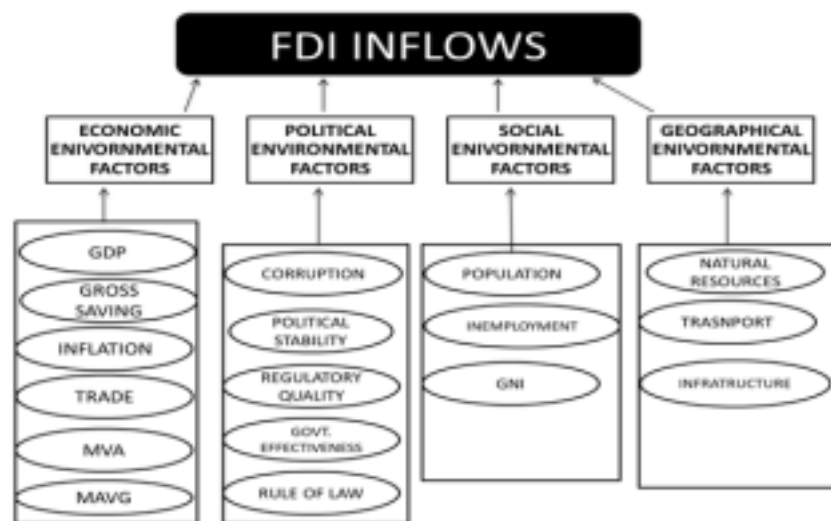 FDI INFLOWS
ECONOMIC
ENIVORNMENTAL
FACTORS
POLITICAL
ENVIRONMENTAL
FACTORS
SOCIAL
ENIVORNMENTAL
FACTORS
GEOGRAPHICAL
ENIVORNMENTAL
FACTORS
GDP
GROSS
SAVING
INFLATION
TRADE
MVA
MAVG
CORRUPTION
POLITICAL
STABILITY
REGULATORY
QUALITY
GOVT.
EFFECTIVENESS
RULE OF LAW
POPULATION
INEMPLOYMENT
GNI
NATURAL
RESOURCES
TRASNPORT
INFRATRUCTURE